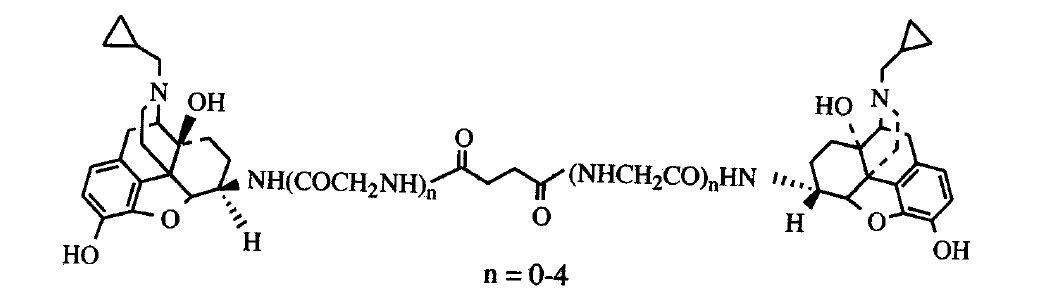 N
OH
NH(COCH₂NH)ₙ
O
O
(NHCH₂CO)ₙHN
O
H
HO
HO
N
O
H
OH
n = 0-4